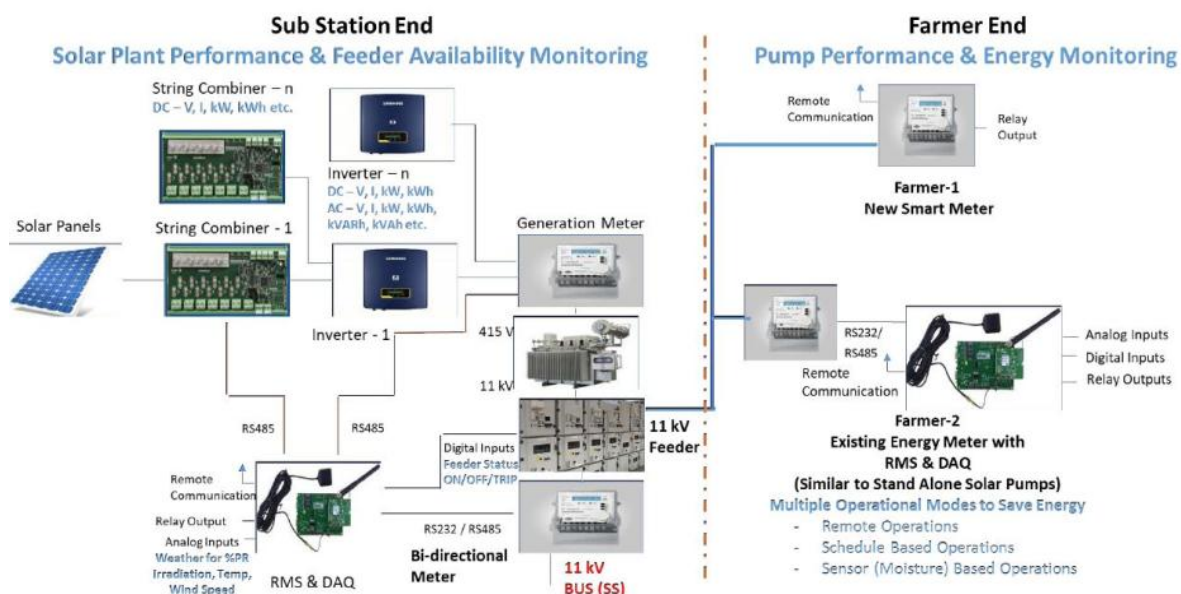 Sub Station End
Solar Plant Performance & Feeder Availability Monitoring
String Combiner – n
DC – V, I, kW, kWh etc.
Inverter – n
DC – V, I, kW, kWh
AC – V, I, kW, kWh,
kVARh, kVAh etc.
Solar Panels
String Combiner - 1
Generation Meter
Inverter - 1
415 V
11 kV
RS485
RS485
Digital Inputs
Feeder Status
ON/OFF/TRIP
11 kV
Feeder
Remote
Communication
Relay Output
Analog Inputs
Weather for %PR
Irradiation, Temp,
Wind Speed
RMS & DAQ
RS232 / RS485
Bi-directional
Meter
11 kV
BUS (SS)
Farmer End
Pump Performance & Energy Monitoring
Remote
Communication
Relay
Output
Farmer-1
New Smart Meter
RS232/
RS485
Remote
Communication
Analog Inputs
Digital Inputs
Relay Outputs
Farmer-2
Existing Energy Meter with
RMS & DAQ
(Similar to Stand Alone Solar Pumps)
Multiple Operational Modes to Save Energy
- Remote Operations
- Schedule Based Operations
- Sensor (Moisture) Based Operations